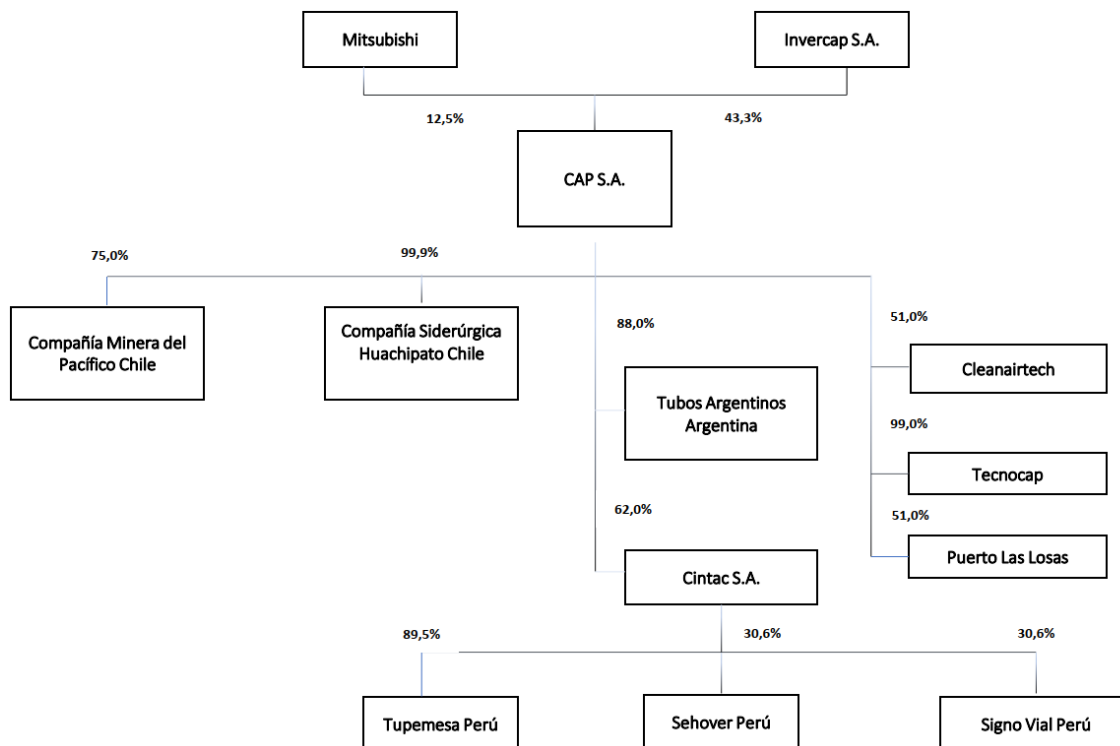 Mitsubishi
Invercap S.A.
12,5%
43,3%
CAP S.A.
75,0%
99,9%
Compañía Minera del
Pacífico Chile
Compañía Siderúrgica
Huachipato Chile
88,0%
51,0%
Cleanairtech
Tubos Argentinos
Argentina
99,0%
Tecnocap
62,0%
51,0%
Puerto Las Losas
Cintac S.A.
89,5%
30,6%
30,6%
Tupemesa Perú
Sehover Perú
Signo Vial Perú